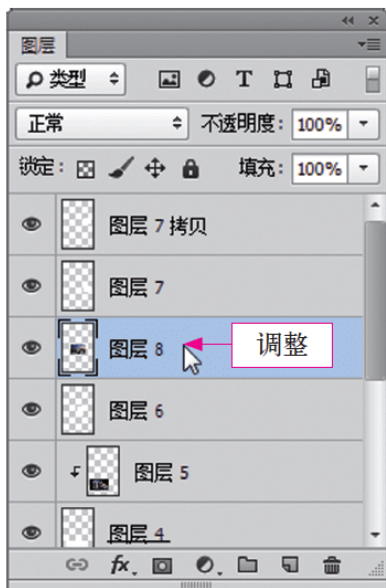 图层
类型
T
正常 不透明度: 100%
锁定: 填充: 100%
图层 7 拷贝
图层 7
图层 8
调整
图层 6
图层 5
图层 4
fx